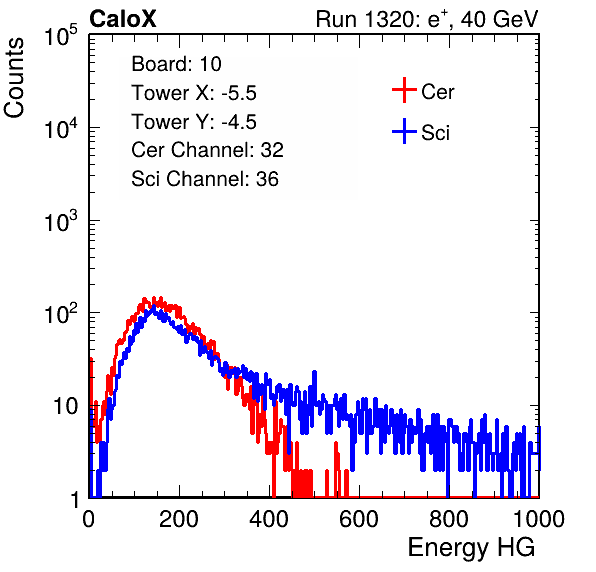 CaloX Run 1320: e⁺, 40 GeV
Counts
10⁵
10⁴
10³
10²
10
1
Board: 10
Tower X: -5.5
Tower Y: -4.5
Cer Channel: 32
Sci Channel: 36
Cer
Sci
0 200 400 600 800 1000
Energy HG